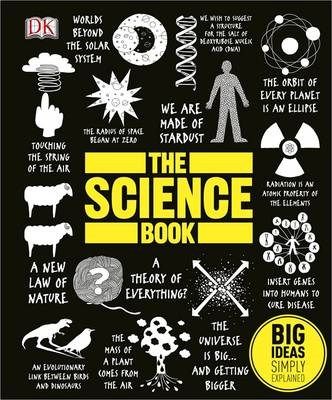 DK
WORLDS
BEYOND
THE SOLAR
SYSTEM
WE WISH TO SUGGEST
A STRUCTURE
FOR THE SALT OF
DEOXYRIBOSE NUCLEIC
ACID (DNA)
THE ORBIT OF
EVERY PLANET
IS AN ELLIPSE
THE RADIUS OF SPACE
BEGAN AT ZERO
WE ARE
MADE OF
STARDUST
TOUCHING
THE SPRING
OF THE AIR
RADIATION IS AN
ATOMIC PROPERTY OF
THE ELEMENTS
THE
SCIENCE
BOOK
A NEW
LAW OF
NATURE
?
A
THEORY OF
EVERYTHING?
INSERT GENES
INTO HUMANS TO
CURE DISEASE
AN EVOLUTIONARY
LINK BETWEEN BIRDS
AND DINOSAURS
THE
MASS OF
A PLANT
COMES FROM
THE AIR
THE
UNIVERSE
IS BIG...
AND GETTING
BIGGER
BIG
IDEAS
SIMPLY
EXPLAINED